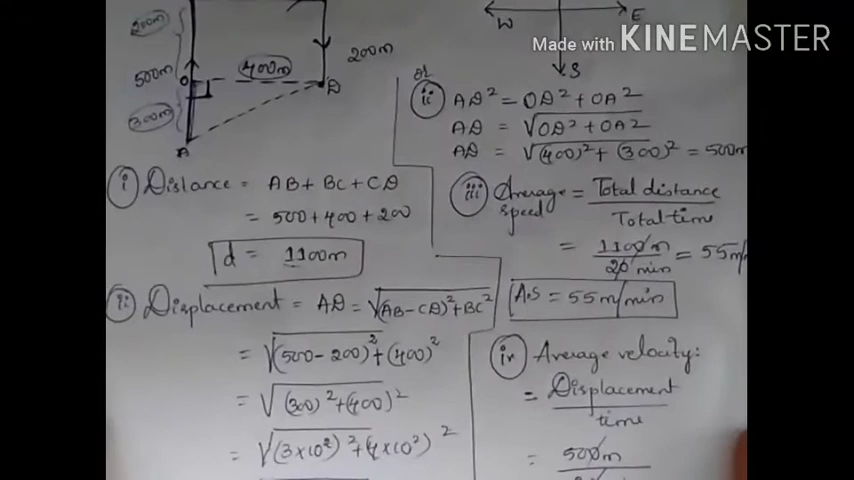 200m
500m
O
400m
D
200m
300m
A
W
E
S
Made with KINEMASTER
(i) Distance = AB + BC + CD
= 500 + 400 + 200
d = 1100m
(ii) Displacement = AD = √(AB - CD)² + BC²
= √(500 - 200)² + (400)²
= √(300)² + (400)²
= √(3×10²)² + (4×10²)²
or
(ii) AD² = OD² + OA²
AD = √OD² + OA²
AD = √(400)² + (300)² = 500m
(iii) Average speed = Total distance
Total time
= 1100m
20 min = 55m/
A.S = 55m/min
(iv) Average velocity:
= Displacement
time
= 500m